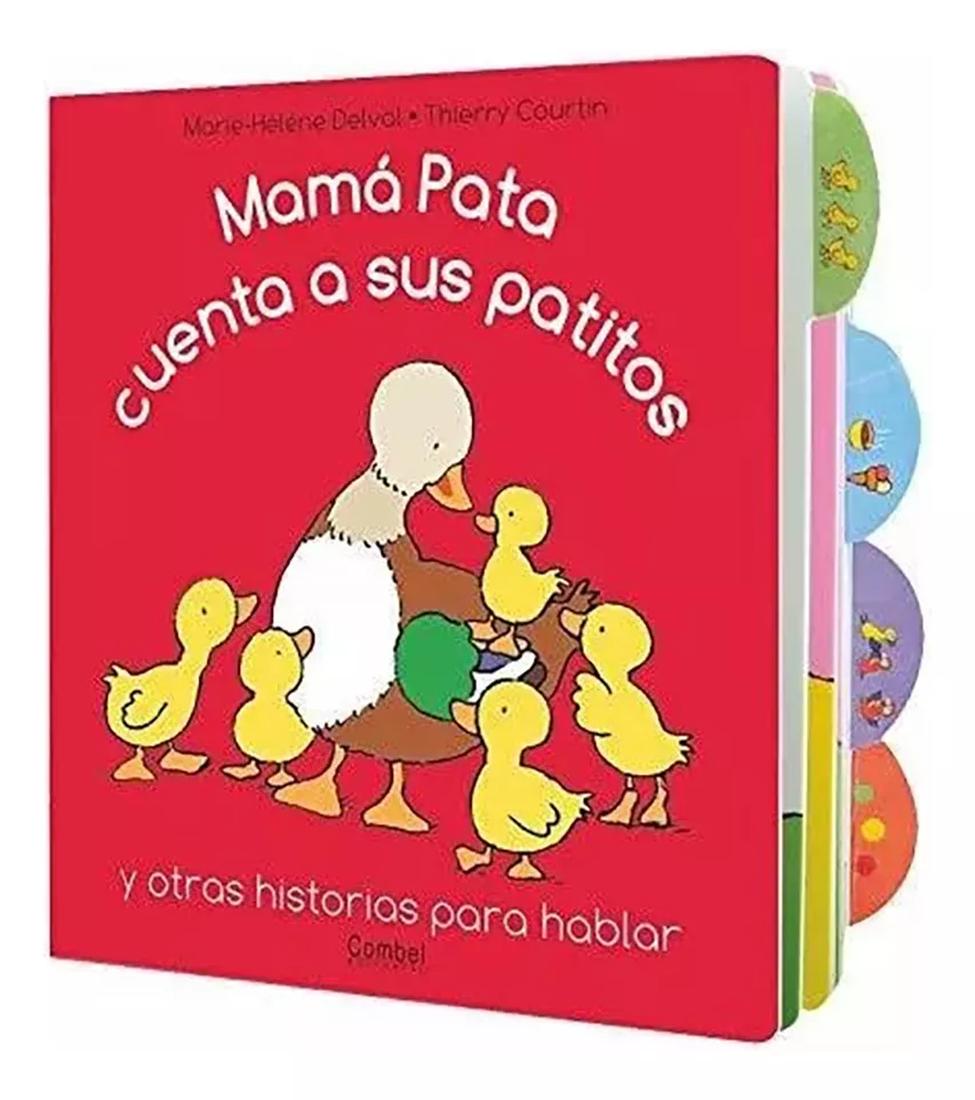 Marie-Hélène Delval • Thierry Courtin
Mamá Pata
cuenta a sus patitos
y otras historias para hablar
Combel